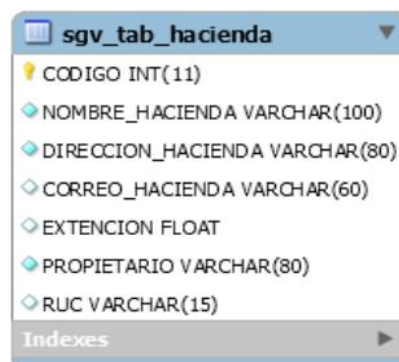 sgv_tab_hacienda
CODIGO INT(11)
NOMBRE_HACIENDA VARCHAR(100)
DIRECCION_HACIENDA VARCHAR(80)
CORREO_HACIENDA VARCHAR(60)
EXTENCION FLOAT
PROPIETARIO VARCHAR(80)
RUC VARCHAR(15)
Indexes